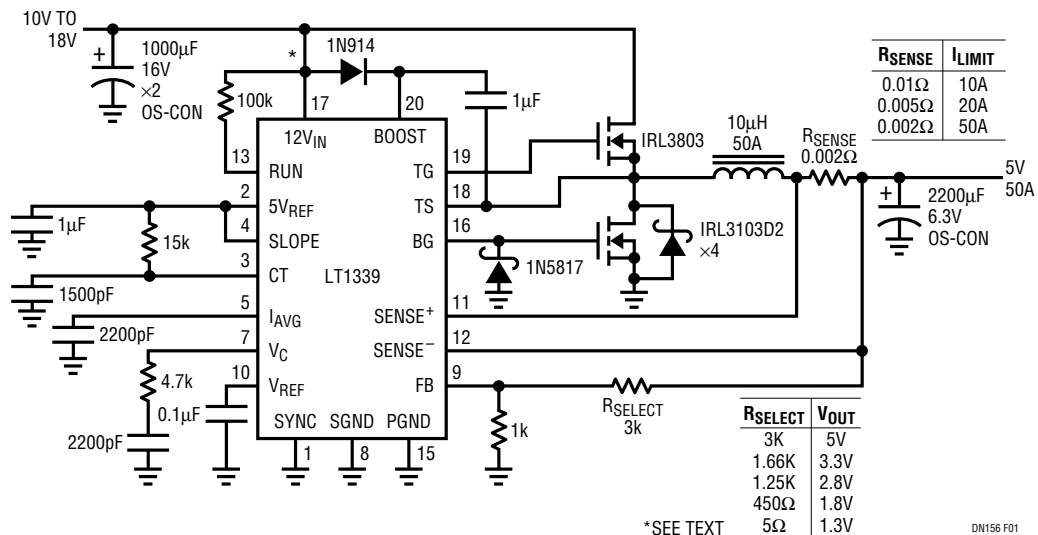 10V TO
18V
+
1000µF
16V
×2
OS-CON
*
1N914
100k
1µF
17
20
12VIN
BOOST
13
RUN
TG
19
IRL3803
2
5VREF
TS
18
4
SLOPE
BG
16
1µF
15k
3
CT
LT1339
1N5817
IRL3103D2
×4
1500pF
5
IAVG
SENSE+
11
2200pF
7
VC
SENSE−
12
4.7k
10
VREF
FB
9
0.1µF
2200pF
SYNC
SGND
PGND
1
8
15
1k
RSELECT
3k
10µH
50A
RSENSE
0.002Ω
5V
50A
+
2200µF
6.3V
OS-CON
RSENSE ILIMIT
0.01Ω 10A
0.005Ω 20A
0.002Ω 50A
RSELECT VOUT
3K 5V
1.66K 3.3V
1.25K 2.8V
450Ω 1.8V
5Ω 1.3V
*SEE TEXT
DN156 F01